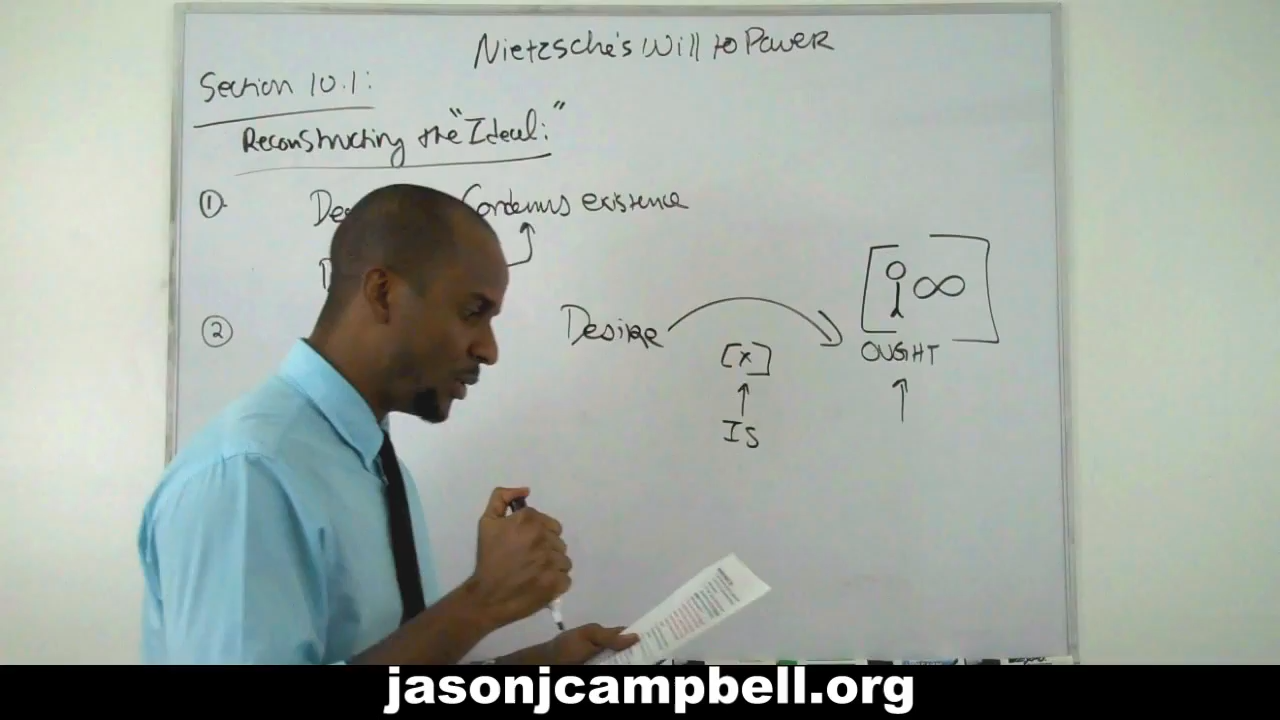 Nietzsche's Will to Power
Section 10.1:
Reconstructing the "Ideal:"
① Condemns existence
② Desire
[x]
OUGHT
Is
∞
jasonjcampbell.org